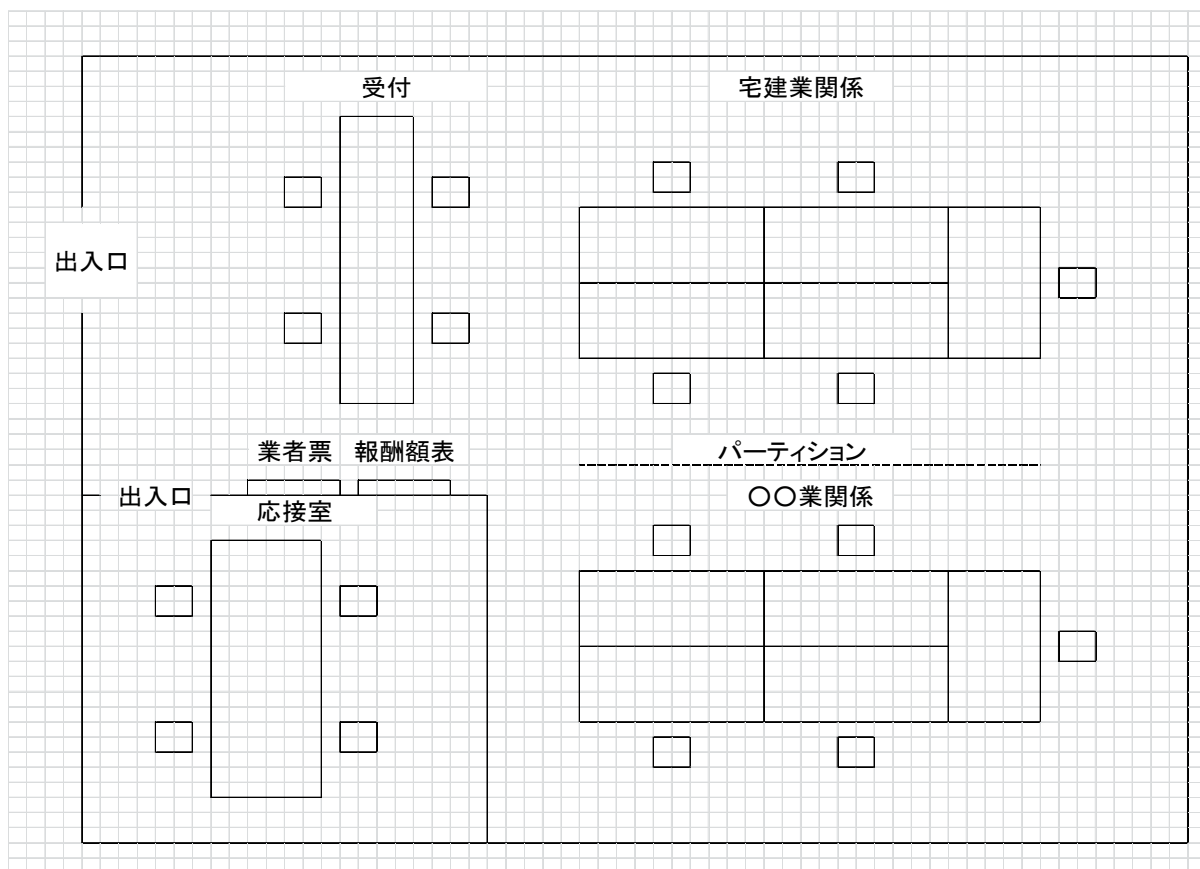 受付
宅建業関係
出入口
業者票
報酬額表
パーティション
出入口
応接室
〇〇業関係